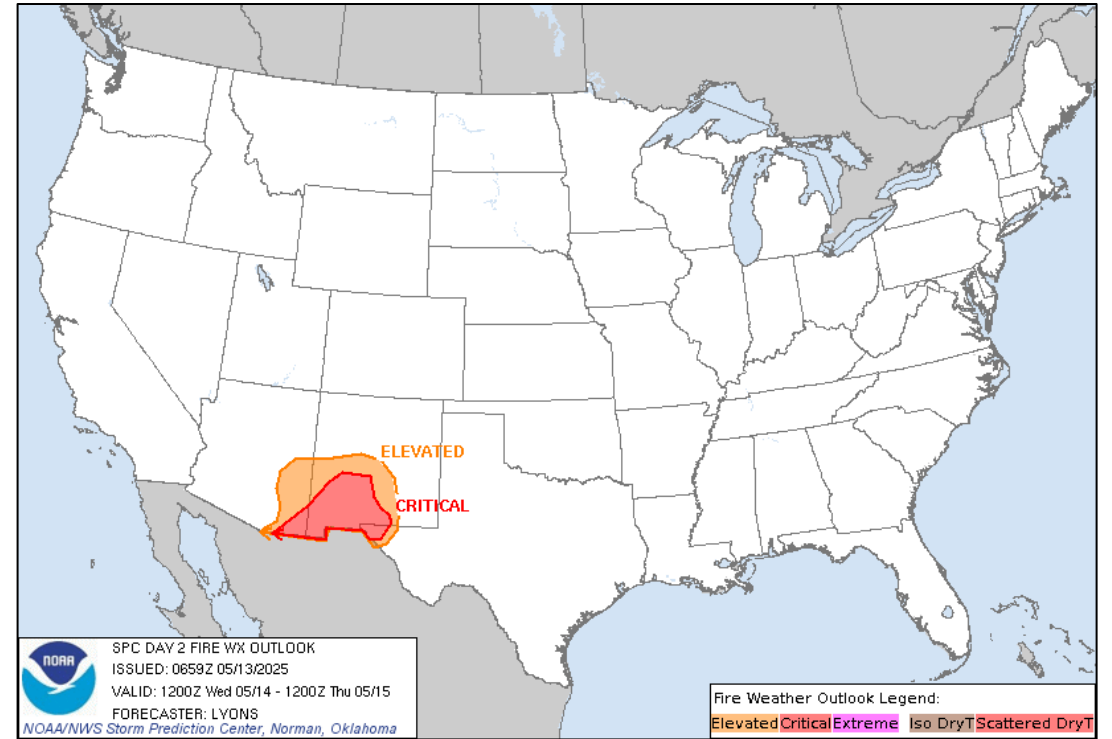 ELEVATED
CRITICAL
NOAA
SPC DAY 2 FIRE WX OUTLOOK
ISSUED: 0659Z 05/13/2025
VALID: 1200Z Wed 05/14 - 1200Z Thu 05/15
FORECASTER: LYONS
NOAA/NWS Storm Prediction Center, Norman, Oklahoma
Fire Weather Outlook Legend:
Elevated Critical Extreme Iso DryT Scattered DryT